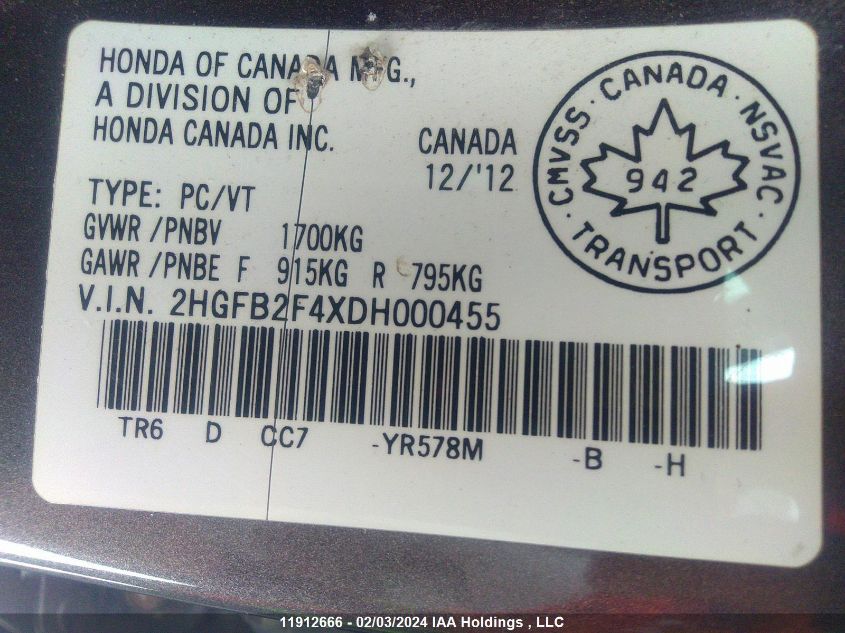 HONDA OF CANADA MFG.,
A DIVISION OF
HONDA CANADA INC.
CANADA
12/'12
TYPE: PC/VT
GVWR /PNBV 1700KG
GAWR /PNBE F 915KG R 795KG
V.I.N. 2HGFB2F4XDH000455
TR6 D CC7 -YR578M -B -H
CMVSS · CANADA · NSVAC · TRANSPORT ·
942
11912666 - 02/03/2024 IAA Holdings , LLC